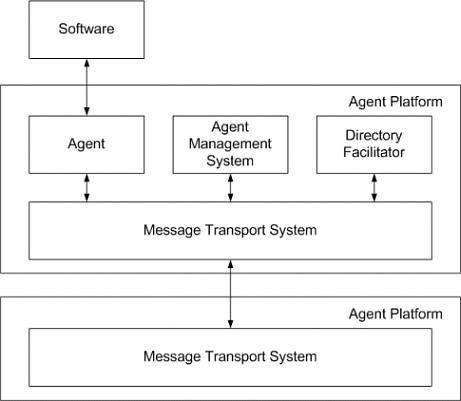 Software
Agent Platform
Agent
Agent
Management
System
Directory
Facilitator
Message Transport System
Agent Platform
Message Transport System